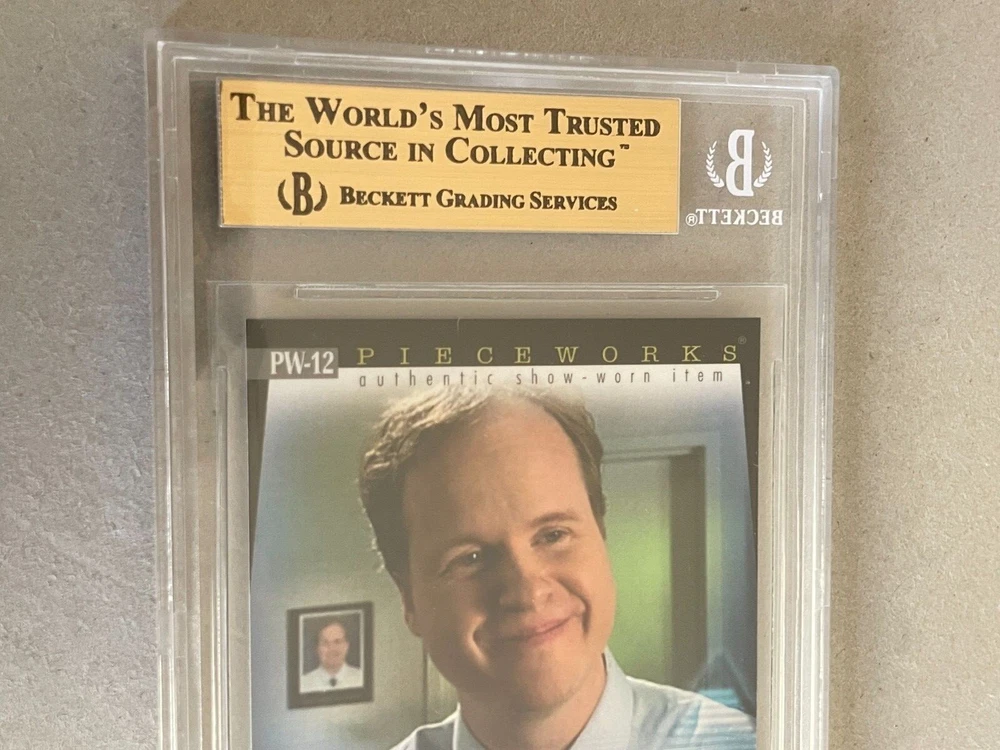 THE WORLD'S MOST TRUSTED
SOURCE IN COLLECTING™
(B) BECKETT GRADING SERVICES
B
BECKETT®
PW-12
PIECEWORKS®
authentic show-worn item